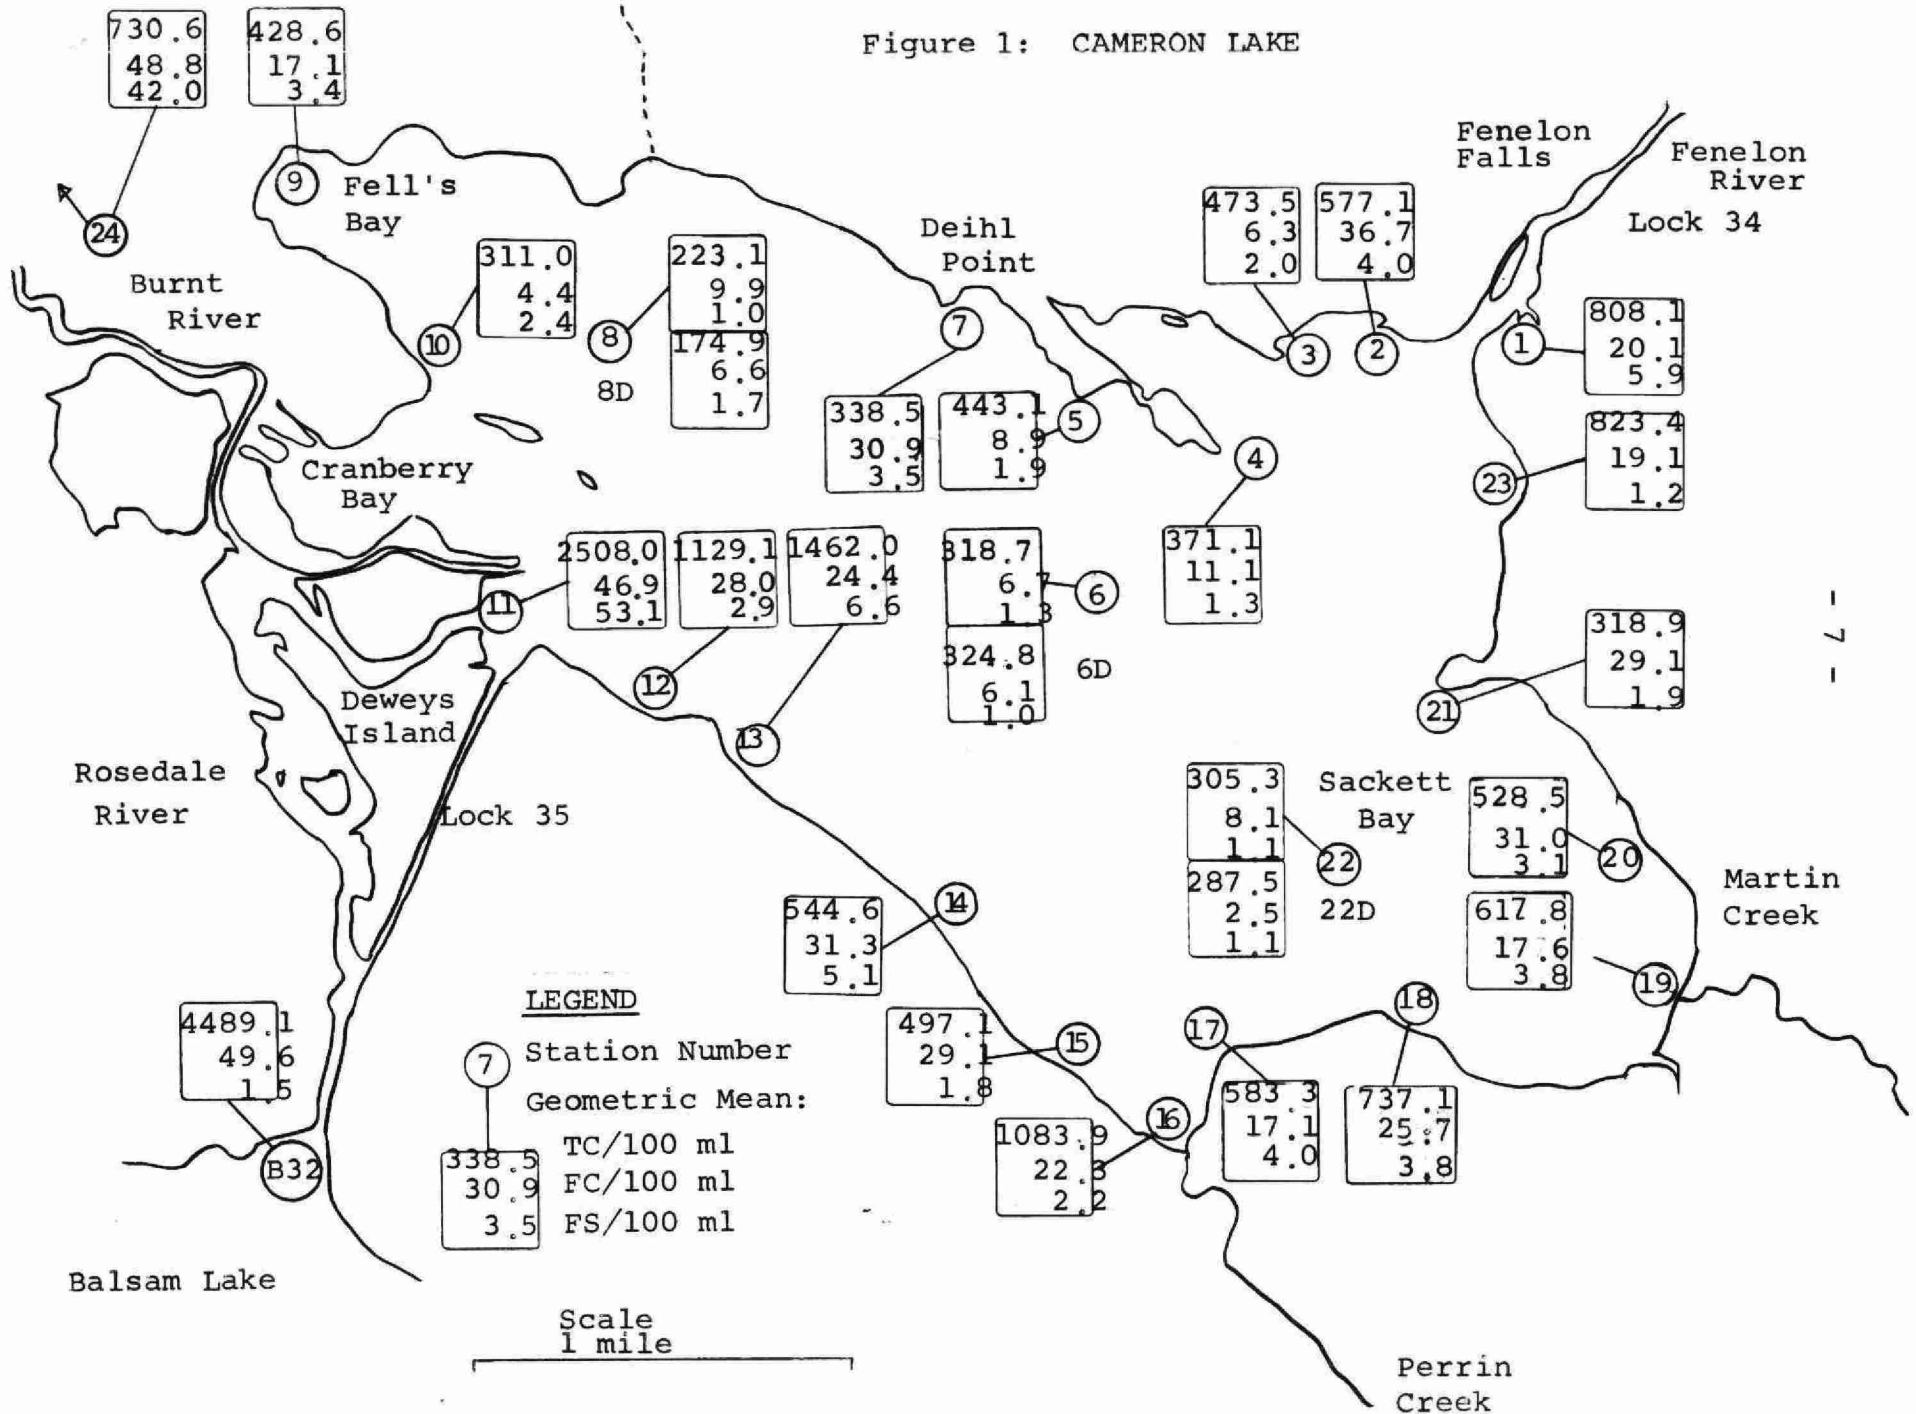 Figure 1: CAMERON LAKE
730.6
48.8
42.0
428.6
17.1
3.4
24
9
Fell's
Bay
Burnt
River
10
311.0
4.4
2.4
8
8D
223.1
9.9
1.0
174.9
6.6
1.7
Deihl
Point
7
338.5
30.9
3.5
443.1
8.9
1.9
5
473.5
6.3
2.0
577.1
36.7
4.0
3
2
Fenelon
Falls
Fenelon
River
Lock 34
1
808.1
20.1
5.9
823.4
19.1
1.2
23
4
371.1
11.1
1.3
Cranberry
Bay
11
2508.0
46.9
53.1
1129.1
28.0
2.9
1462.0
24.4
6.6
12
13
318.7
6.7
1.3
6
324.8
6.1
1.0
6D
318.9
29.1
1.9
21
- 7 -
Deweys
Island
Rosedale
River
Lock 35
305.3
8.1
1.1
287.5
2.5
1.1
22
22D
Sackett
Bay
528.5
31.0
3.1
20
617.8
17.6
3.8
19
Martin
Creek
544.6
31.3
5.1
14
497.1
29.1
1.8
15
1083.9
22.3
2.2
16
17
583.3
17.1
4.0
18
737.1
25.7
3.8
4489.1
49.6
1.5
B32
Balsam Lake
LEGEND
7
Station Number
Geometric Mean:
338.5 TC/100 ml
30.9 FC/100 ml
3.5 FS/100 ml
Scale
1 mile
Perrin
Creek